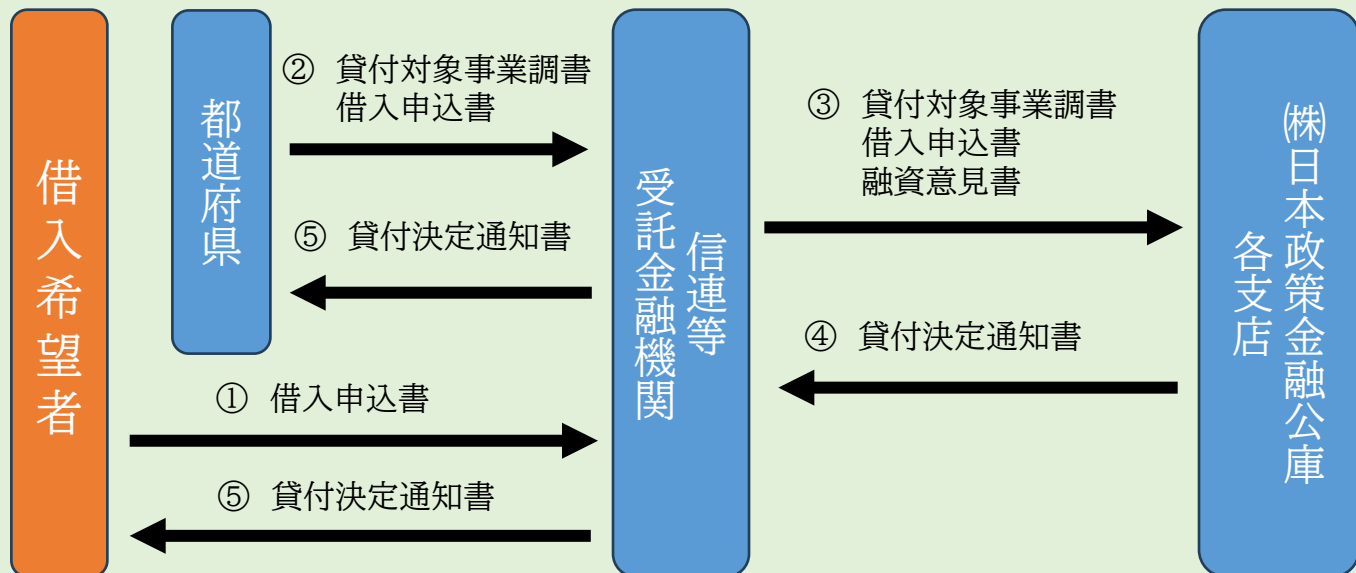 借入希望者
都道府県
② 貸付対象事業調書
借入申込書
⑤ 貸付決定通知書
① 借入申込書
⑤ 貸付決定通知書
信連等
受託金融機関
③ 貸付対象事業調書
借入申込書
融資意見書
④ 貸付決定通知書
㈱日本政策金融公庫
各支店